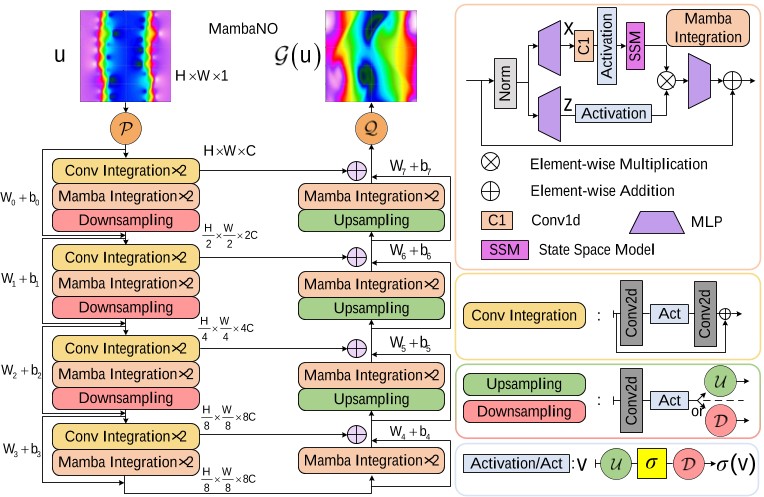 MambaNO
u
H×W×1
𝒢(u)
𝒫
𝒬
H×W×C
W₀+b₀
Conv Integration×2
Mamba Integration×2
Downsampling
H/2 × W/2 ×2C
W₁+b₁
Conv Integration×2
Mamba Integration×2
Downsampling
H/4 × W/4 ×4C
W₂+b₂
Conv Integration×2
Mamba Integration×2
Downsampling
H/8 × W/8 ×8C
W₃+b₃
Conv Integration×2
Mamba Integration×2
H/8 × W/8 ×8C
W₇+b₇
Mamba Integration×2
Upsampling
W₆+b₆
Mamba Integration×2
Upsampling
W₅+b₅
Mamba Integration×2
Upsampling
W₄+b₄
Mamba Integration×2
Mamba
Integration
Norm
X
C1
Activation
SSM
Z
Activation
Element-wise Multiplication
Element-wise Addition
C1
Conv1d
MLP
SSM
State Space Model
Conv Integration
:
Conv2d
Act
Conv2d
Upsampling
Downsampling
:
Conv2d
Act
or
𝒰
𝒟
Activation/Act
:v
𝒰
σ
𝒟
σ(v)